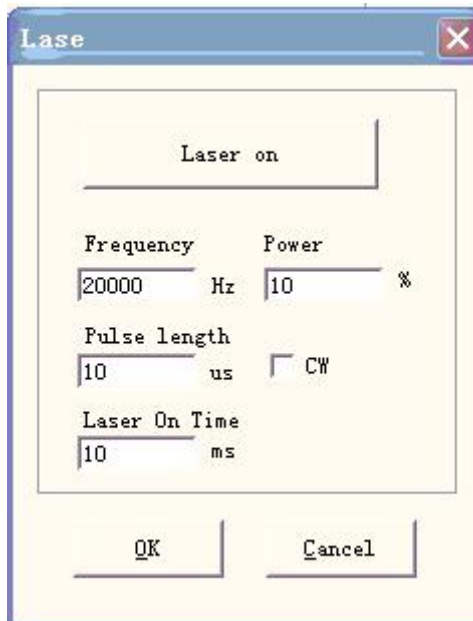 Lase
Laser on
Frequency Power
20000 Hz 10 %
Pulse length
10 us CW
Laser On Time
10 ms
OK Cancel